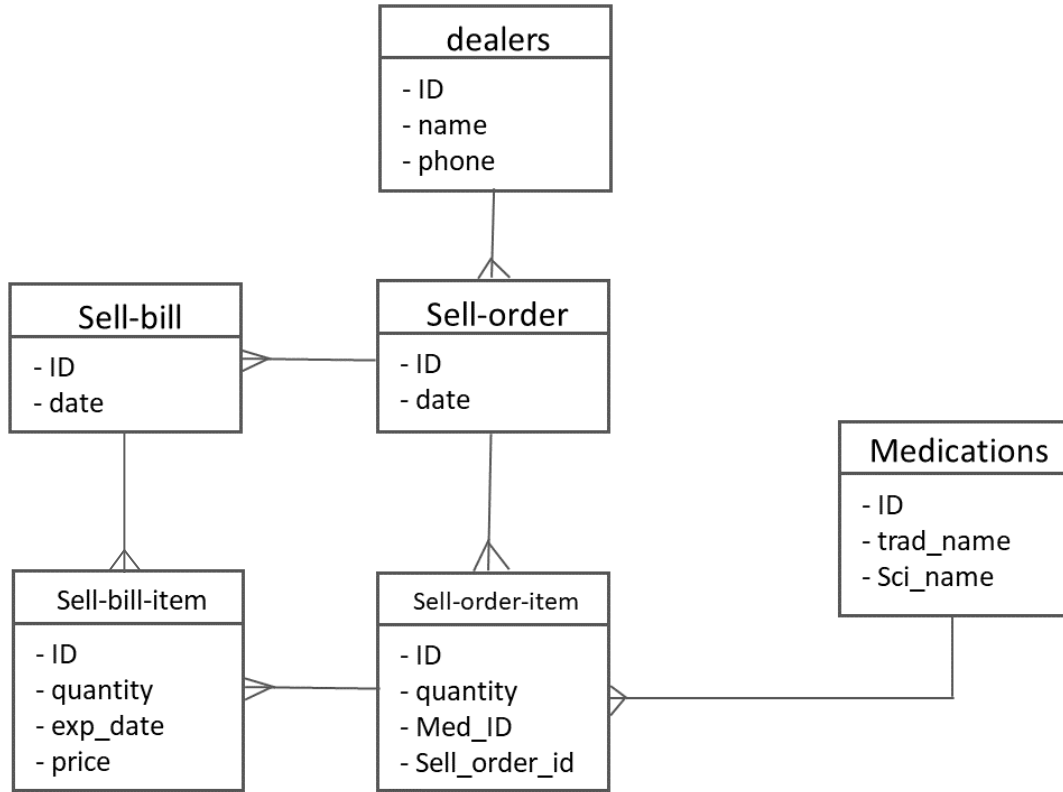 dealers
- ID
- name
- phone
Sell-bill
- ID
- date
Sell-order
- ID
- date
Medications
- ID
- trad_name
- Sci_name
Sell-bill-item
- ID
- quantity
- exp_date
- price
Sell-order-item
- ID
- quantity
- Med_ID
- Sell_order_id